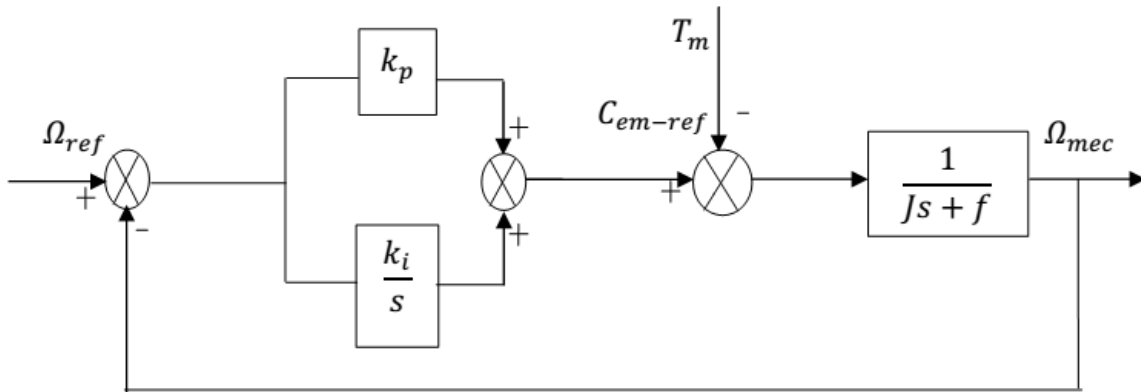 T_m
k_p
Ω_ref
+
-
+
+
C_em−ref
-
+
1
Js + f
Ω_mec
k_i
s